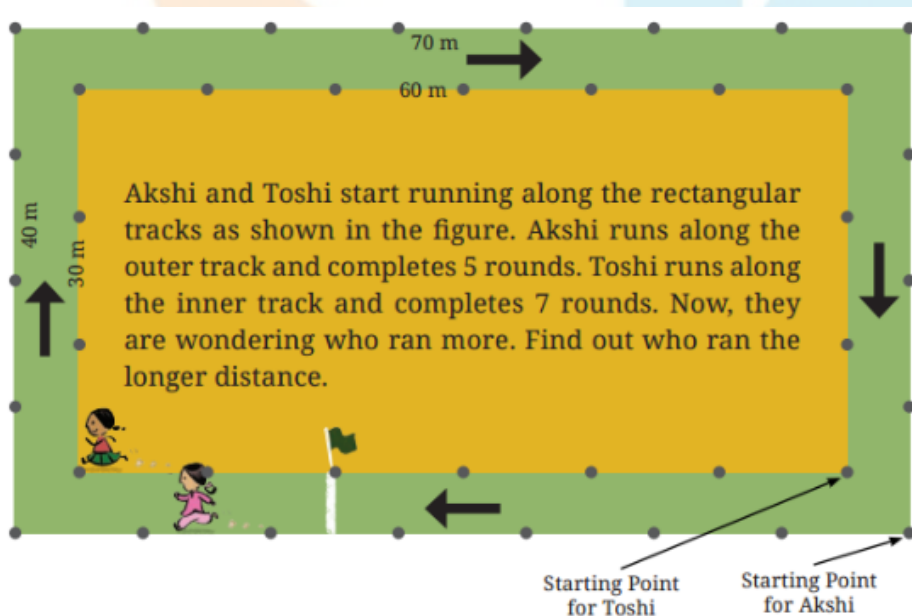 70 m
60 m
40 m
30 m
Akshi and Toshi start running along the rectangular
tracks as shown in the figure. Akshi runs along the
outer track and completes 5 rounds. Toshi runs along
the inner track and completes 7 rounds. Now, they
are wondering who ran more. Find out who ran the
longer distance.
Starting Point
for Toshi
Starting Point
for Akshi